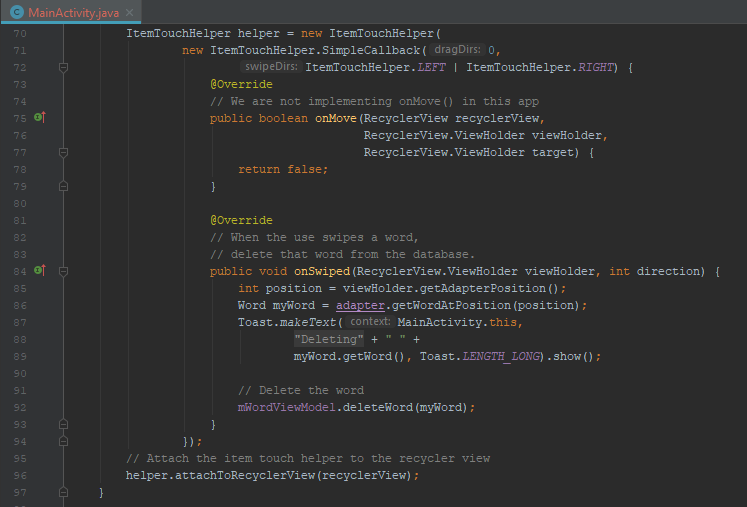 MainActivity.java
70 ItemTouchHelper helper = new ItemTouchHelper(
71 new ItemTouchHelper.SimpleCallback( dragDirs: 0,
72 swipeDirs: ItemTouchHelper.LEFT | ItemTouchHelper.RIGHT) {
73 @Override
74 // We are not implementing onMove() in this app
75 public boolean onMove(RecyclerView recyclerView,
76 RecyclerView.ViewHolder viewHolder,
77 RecyclerView.ViewHolder target) {
78 return false;
79 }
80
81 @Override
82 // When the use swipes a word,
83 // delete that word from the database.
84 public void onSwiped(RecyclerView.ViewHolder viewHolder, int direction) {
85 int position = viewHolder.getAdapterPosition();
86 Word myWord = adapter.getWordAtPosition(position);
87 Toast.makeText( context: MainActivity.this,
88 "Deleting" + " " +
89 myWord.getWord(), Toast.LENGTH_LONG).show();
90
91 // Delete the word
92 mWordViewModel.deleteWord(myWord);
93 }
94 });
95 // Attach the item touch helper to the recycler view
96 helper.attachToRecyclerView(recyclerView);
97 }